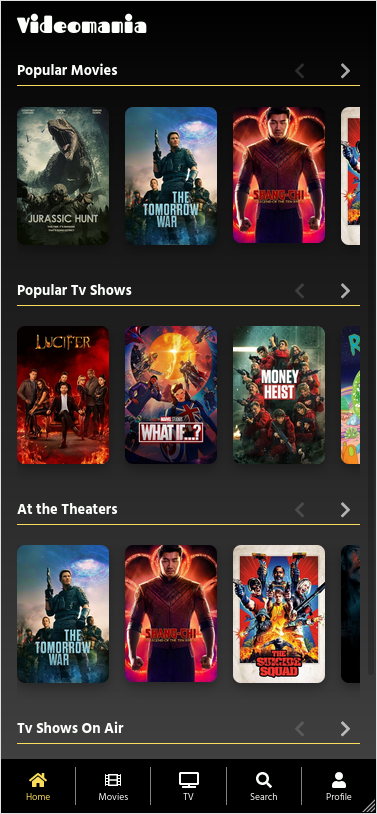 Videomania
Popular Movies
JURASSIC HUNT
THE
TOMORROW
WAR
SHANG-CHI
Popular Tv Shows
LUCIFER
MARVEL STUDIOS
WHAT IF...?
MONEY
HEIST
At the Theaters
THE
TOMORROW
WAR
SHANG-CHI
THE
SUICIDE
SQUAD
Tv Shows On Air
Home
Movies
TV
Search
Profile